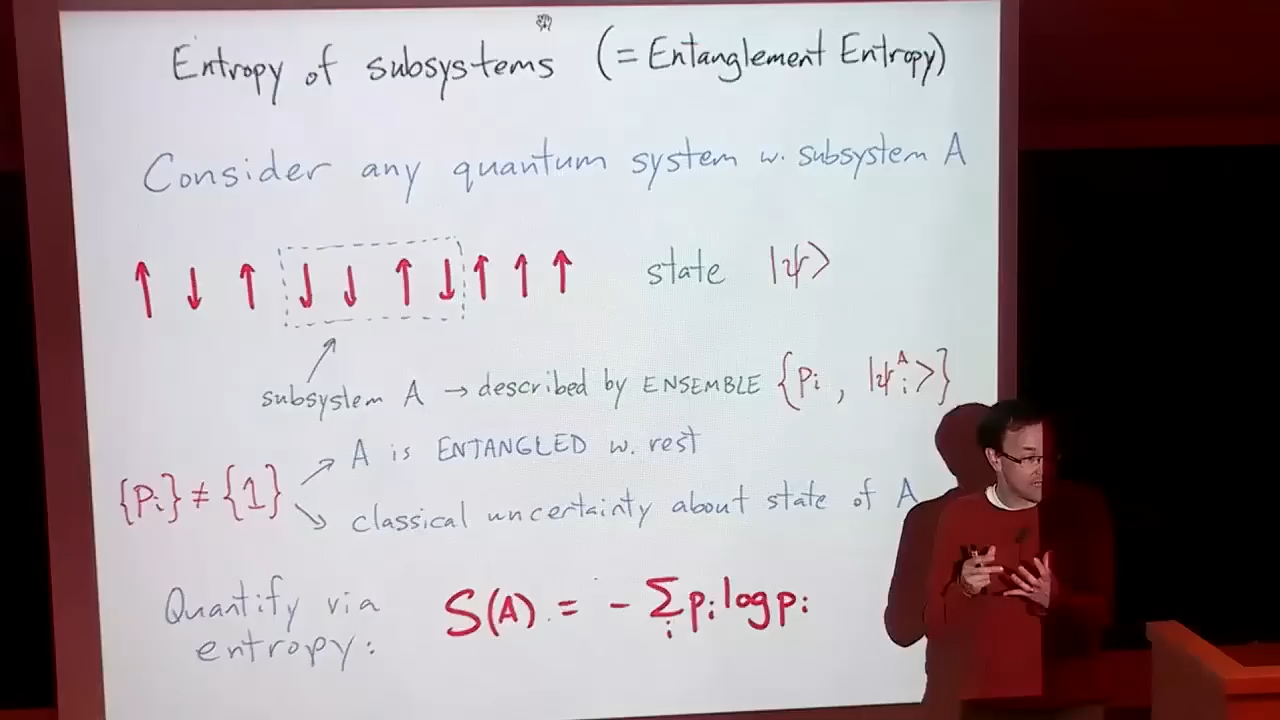 Entropy of subsystems (= Entanglement Entropy)
Consider any quantum system w. subsystem A
↑ ↓ ↑ ↓ ↓ ↑ ↓ ↑ ↑ ↑ state |ψ>
subsystem A → described by ENSEMBLE {pi , |ψiᴬ>}
A is ENTANGLED w. rest
{Pi} ≠ {1}
classical uncertainty about state of A
Quantify via
entropy:
S(A) = - Σi pi log pi